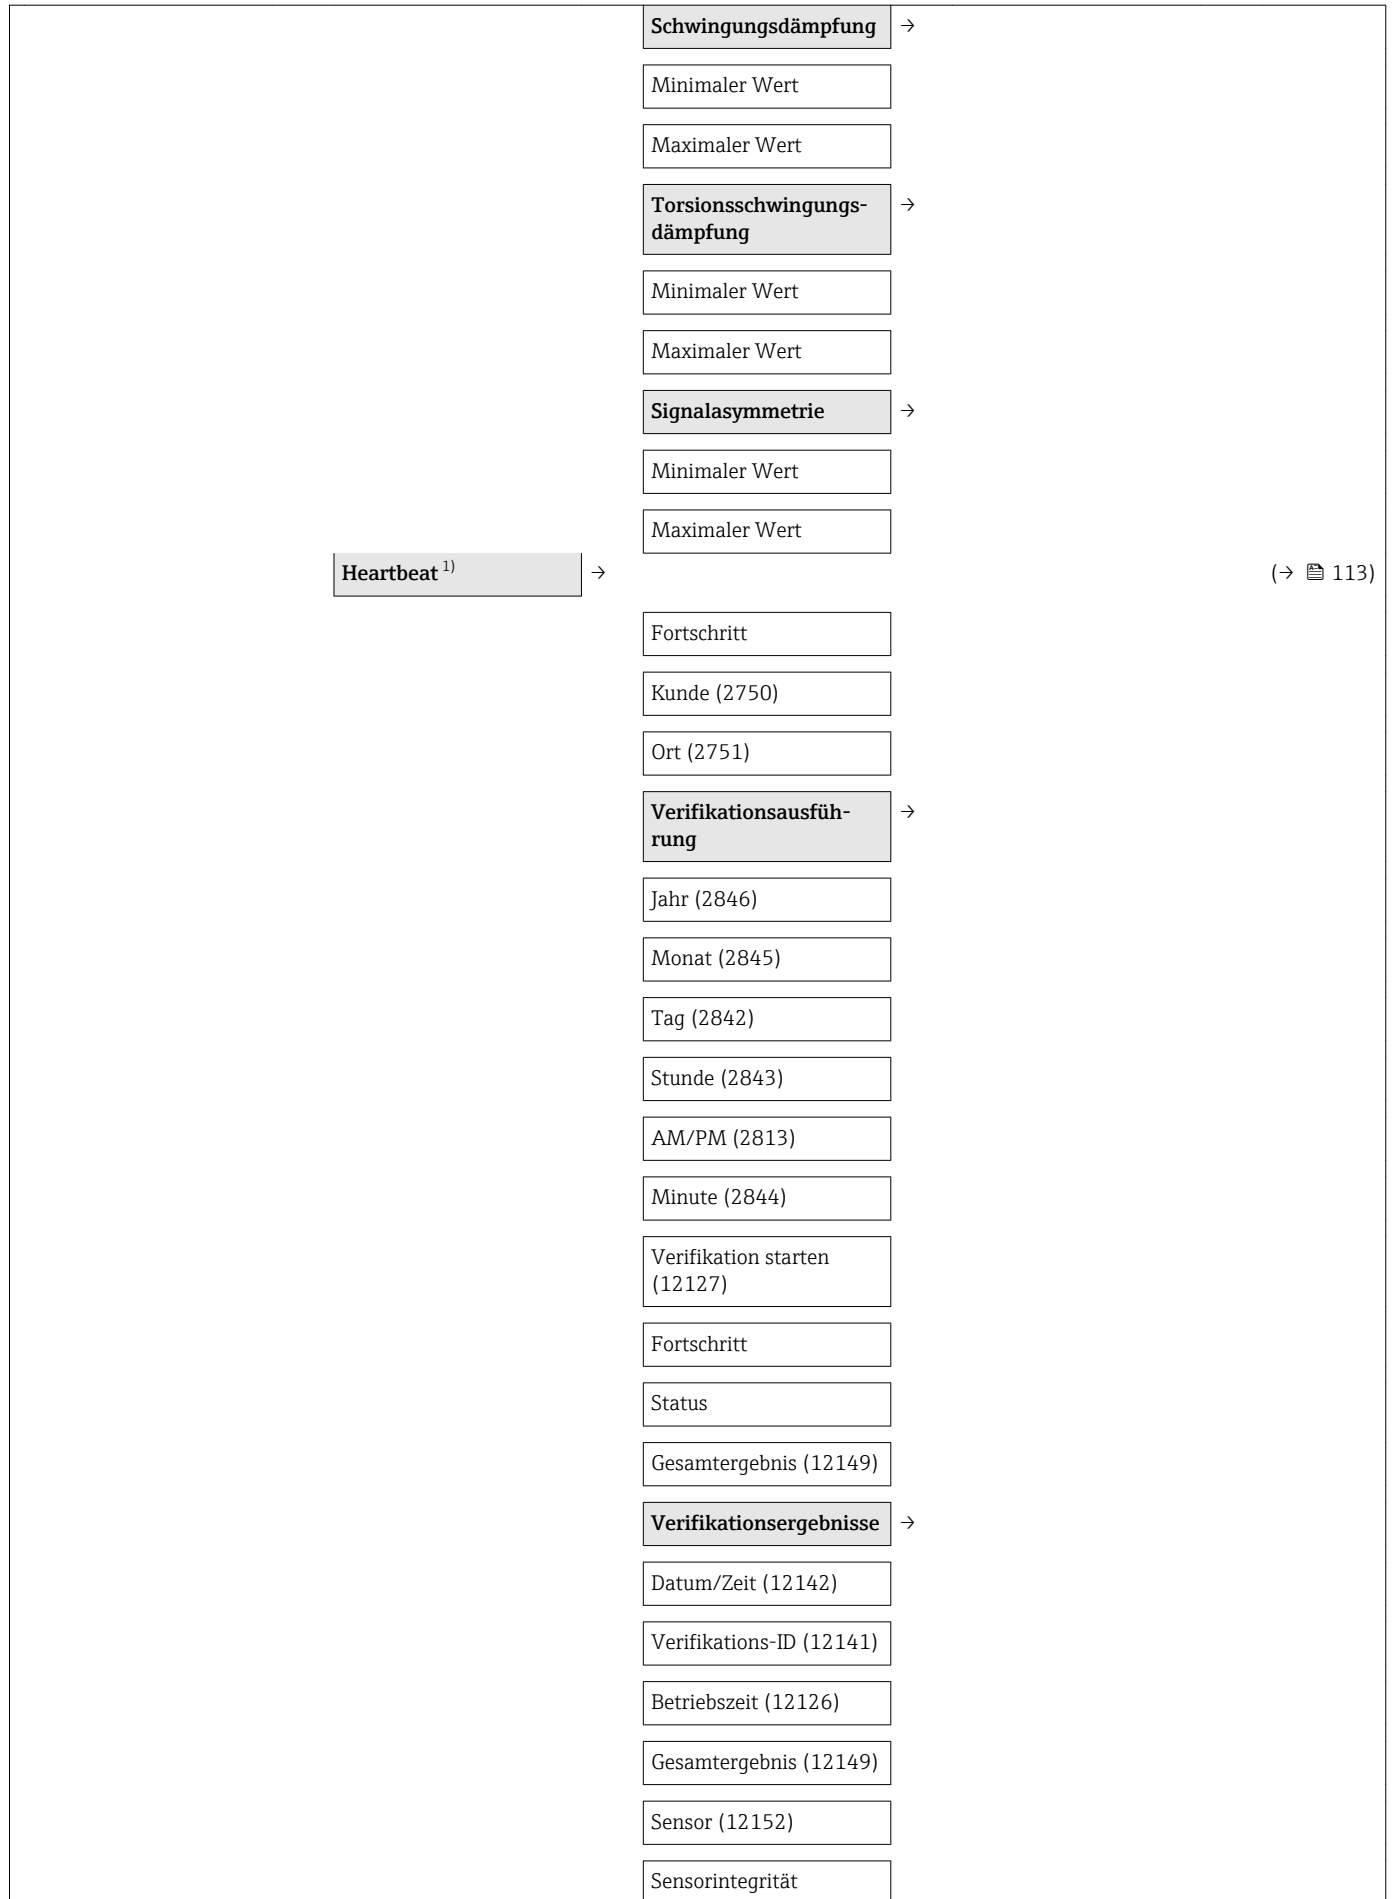 Schwingungsdämpfung →
Minimaler Wert
Maximaler Wert
Torsionsschwingungs- →
dämpfung
Minimaler Wert
Maximaler Wert
Signalasymmetrie →
Minimaler Wert
Maximaler Wert
Heartbeat 1) → (→ 113)
Fortschritt
Kunde (2750)
Ort (2751)
Verifikationsausfüh- →
rung
Jahr (2846)
Monat (2845)
Tag (2842)
Stunde (2843)
AM/PM (2813)
Minute (2844)
Verifikation starten
(12127)
Fortschritt
Status
Gesamtergebnis (12149)
Verifikationsergebnisse →
Datum/Zeit (12142)
Verifikations-ID (12141)
Betriebszeit (12126)
Gesamtergebnis (12149)
Sensor (12152)
Sensorintegrität